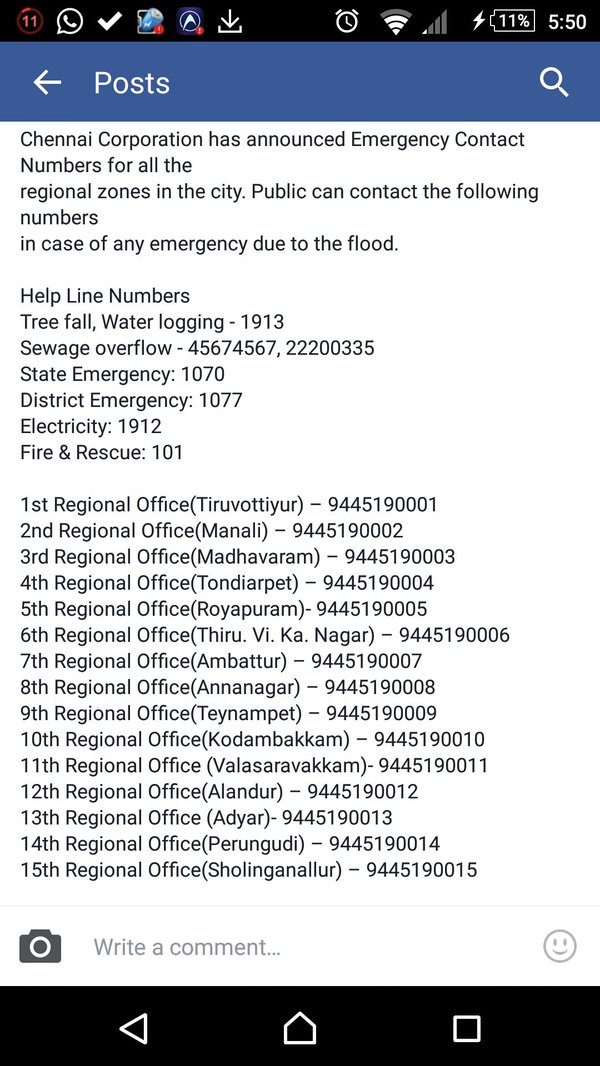 11
11%
5:50
Posts
Chennai Corporation has announced Emergency Contact
Numbers for all the
regional zones in the city. Public can contact the following
numbers
in case of any emergency due to the flood.
Help Line Numbers
Tree fall, Water logging - 1913
Sewage overflow - 45674567, 22200335
State Emergency: 1070
District Emergency: 1077
Electricity: 1912
Fire & Rescue: 101
1st Regional Office(Tiruvottiyur) – 9445190001
2nd Regional Office(Manali) – 9445190002
3rd Regional Office(Madhavaram) – 9445190003
4th Regional Office(Tondiarpet) – 9445190004
5th Regional Office(Royapuram)- 9445190005
6th Regional Office(Thiru. Vi. Ka. Nagar) – 9445190006
7th Regional Office(Ambattur) – 9445190007
8th Regional Office(Annanagar) – 9445190008
9th Regional Office(Teynampet) – 9445190009
10th Regional Office(Kodambakkam) – 9445190010
11th Regional Office (Valasaravakkam)- 9445190011
12th Regional Office(Alandur) – 9445190012
13th Regional Office (Adyar)- 9445190013
14th Regional Office(Perungudi) – 9445190014
15th Regional Office(Sholinganallur) – 9445190015
Write a comment...